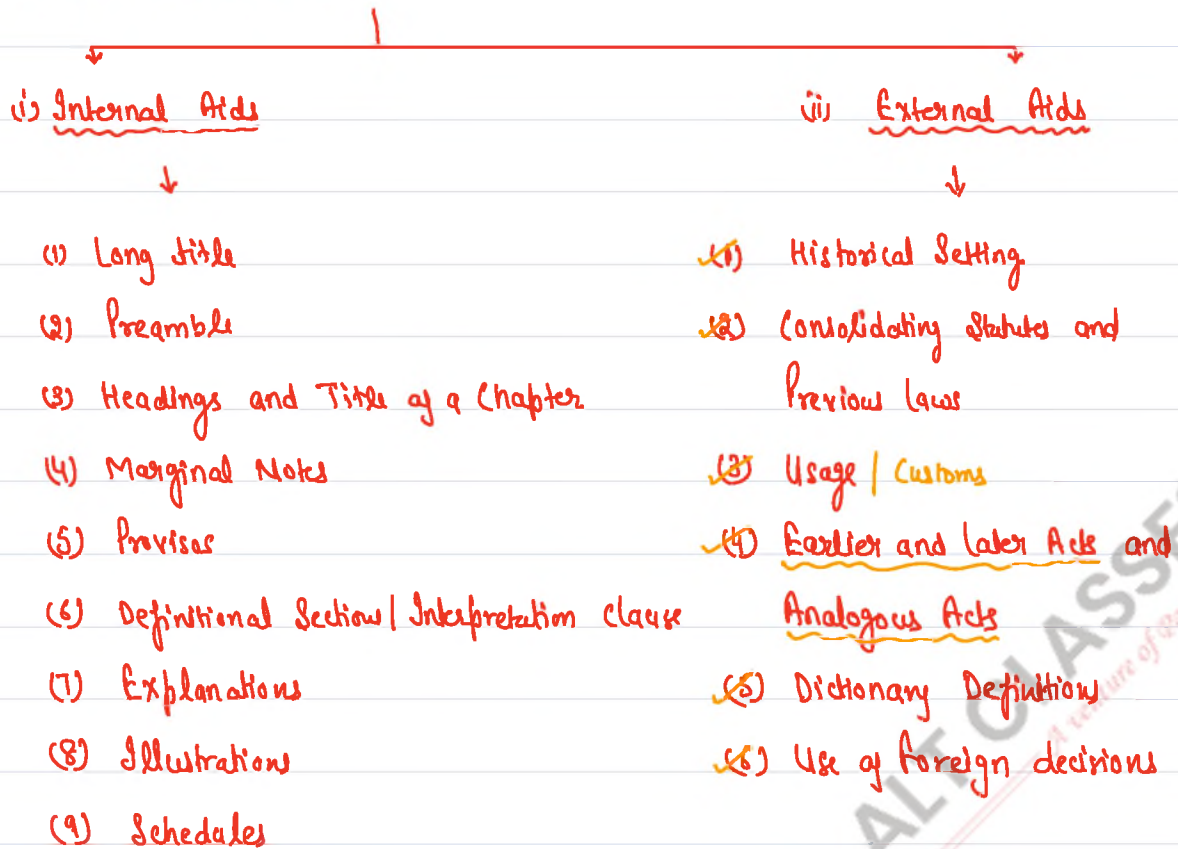 (i) Internal Aids
(ii) External Aids
(1) Long title
(1) Historical Setting
(2) Preamble
(2) Consolidating Statutes and
(3) Headings and Title of a Chapter
Previous laws
(4) Marginal Notes
(3) Usage / Customs
(5) Provisos
(4) Earlier and later Acts and
(6) Definitional Section / Interpretation clause
Analogous Acts
(7) Explanations
(5) Dictionary Definitions
(8) Illustrations
(6) Use of foreign decisions
(9) Schedules
ALT CLASSES